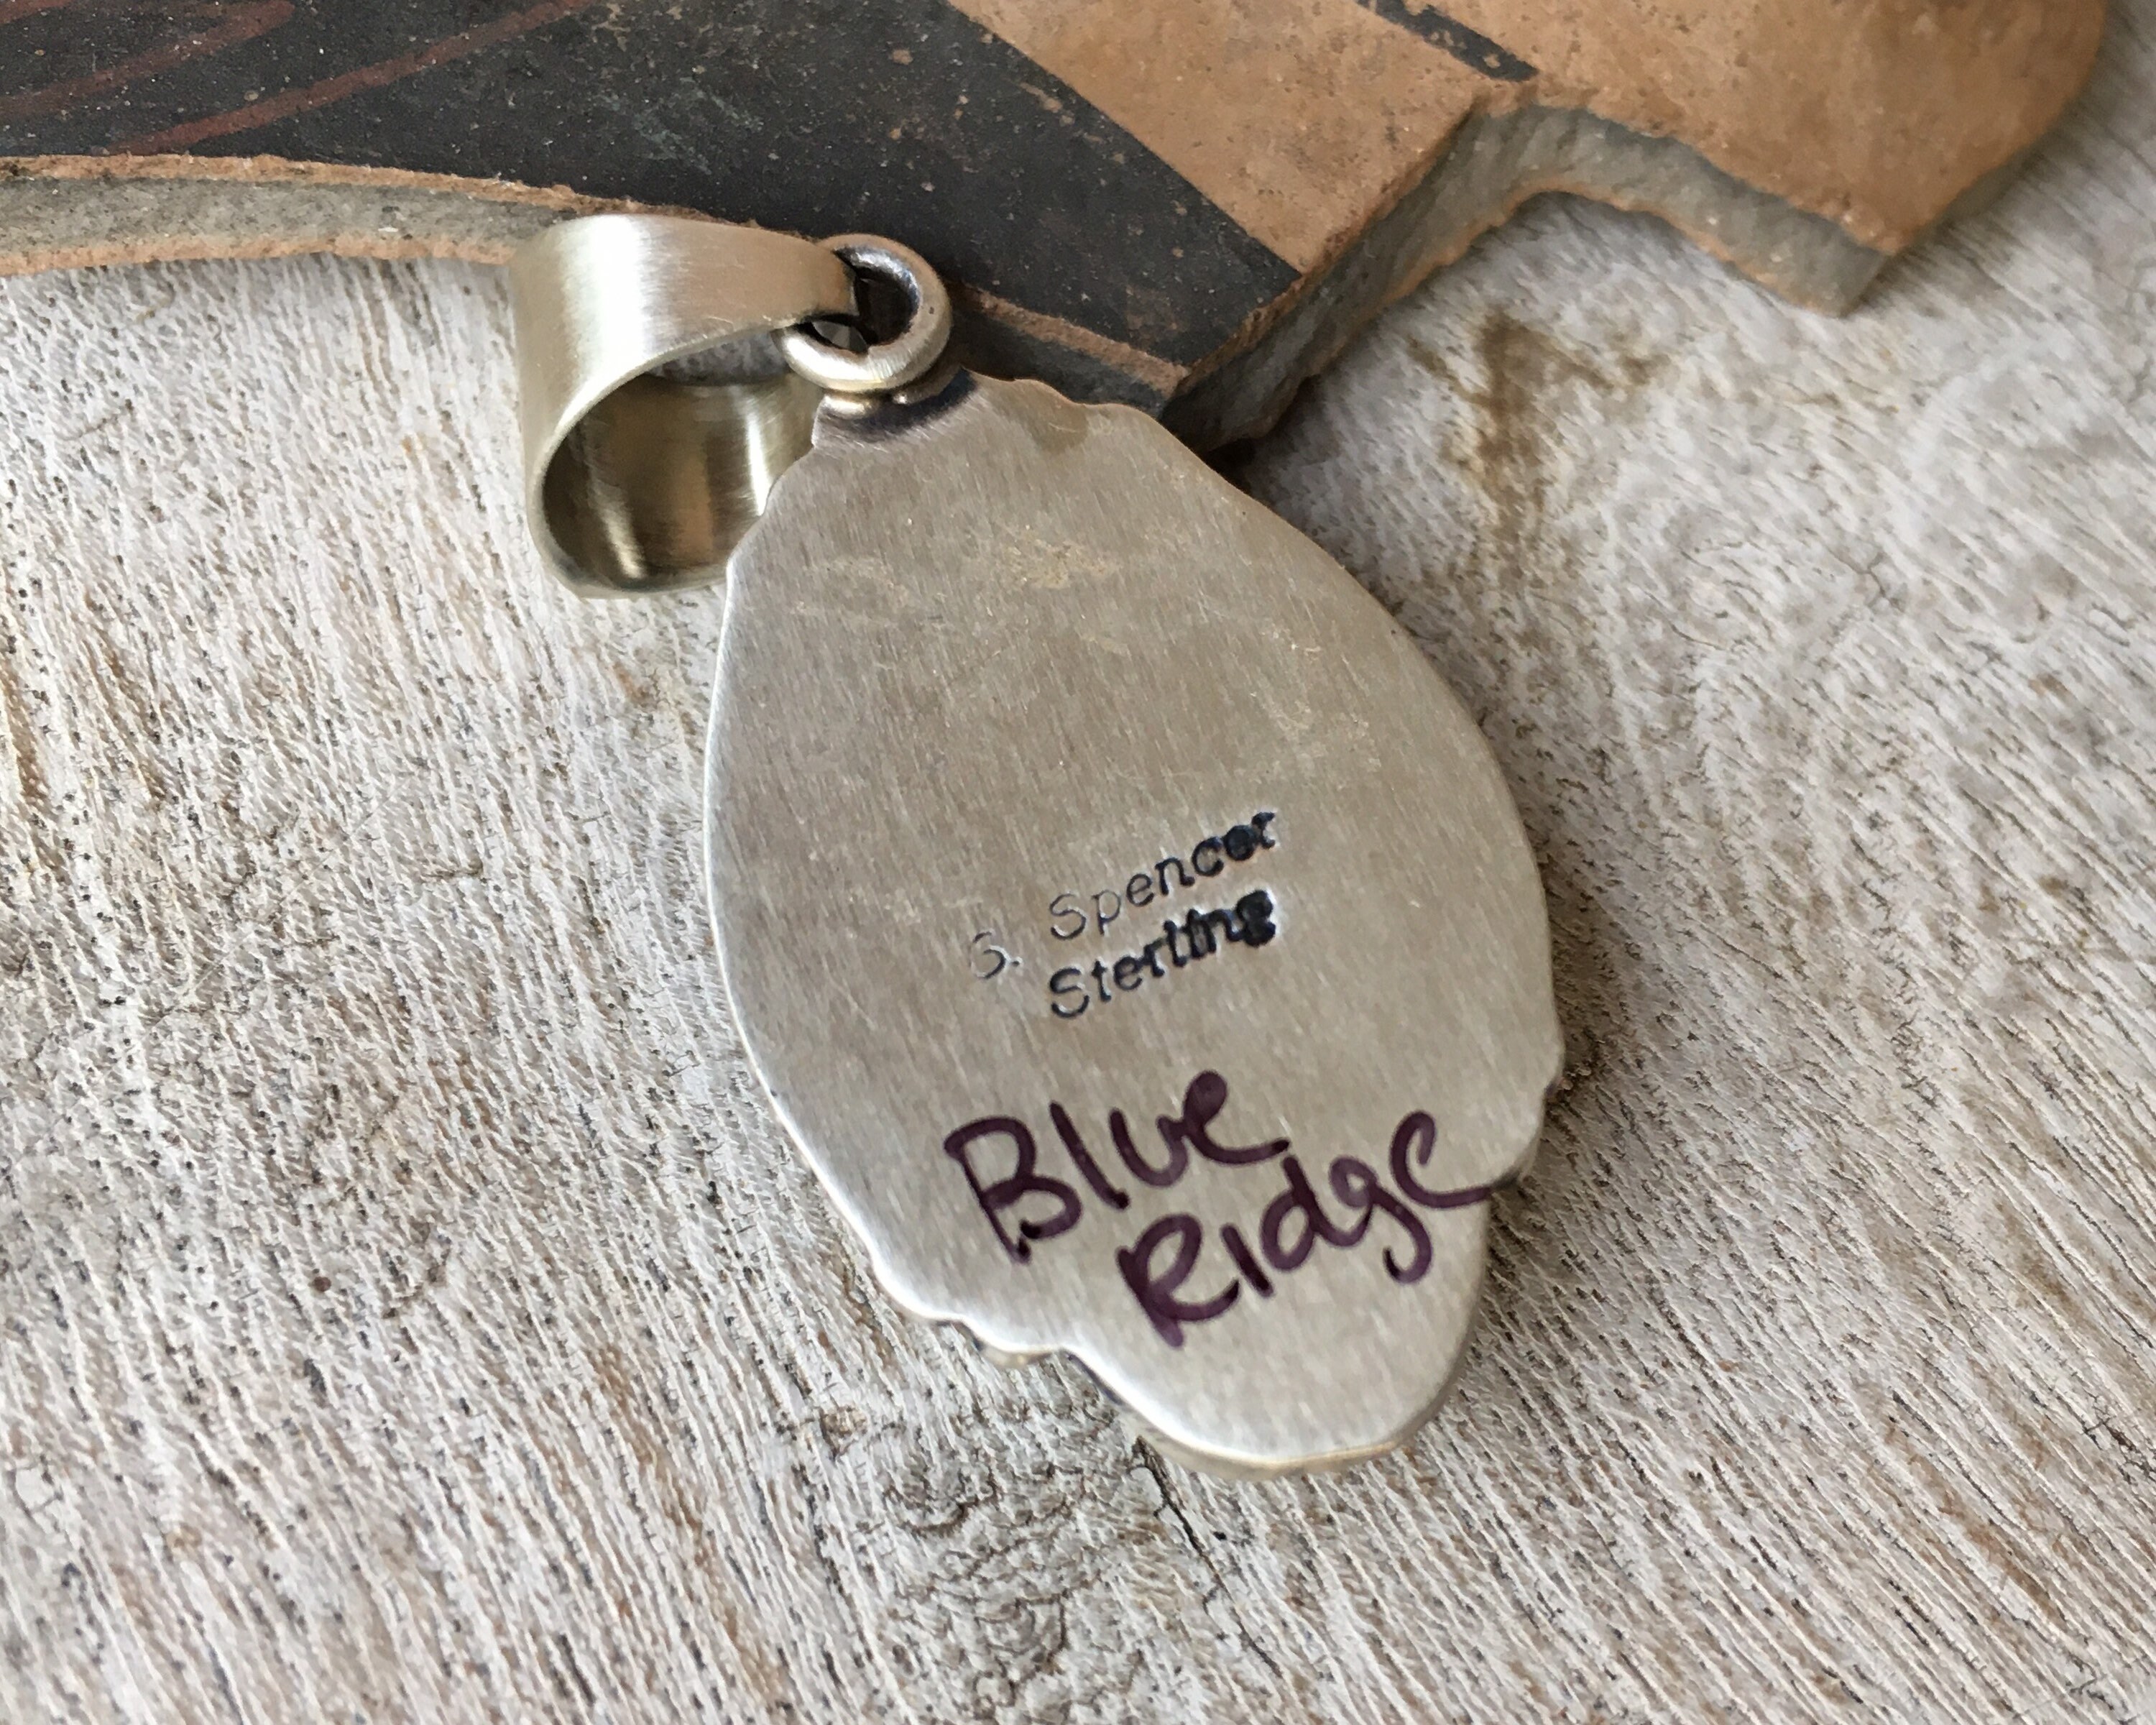 S. Spencer
Sterling
Blue
Ridge